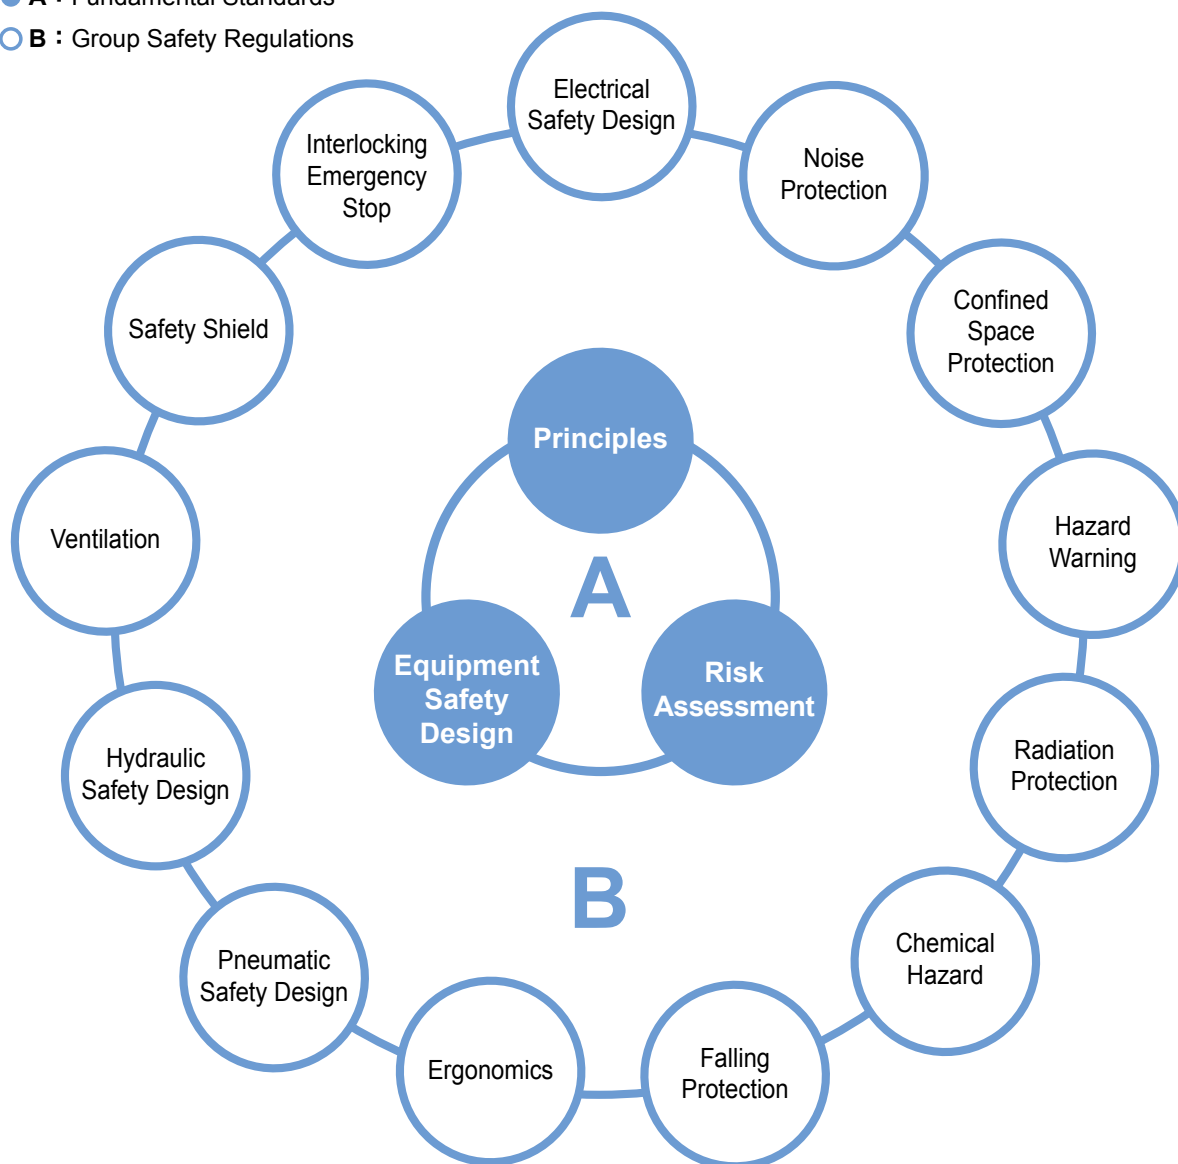 A : Fundamental Standards
B : Group Safety Regulations
Electrical
Safety Design
Interlocking
Emergency
Stop
Noise
Protection
Safety Shield
Confined
Space
Protection
Principles
Ventilation
Hazard
Warning
A
Equipment
Safety
Design
Risk
Assessment
Hydraulic
Safety Design
Radiation
Protection
B
Pneumatic
Safety Design
Chemical
Hazard
Ergonomics
Falling
Protection